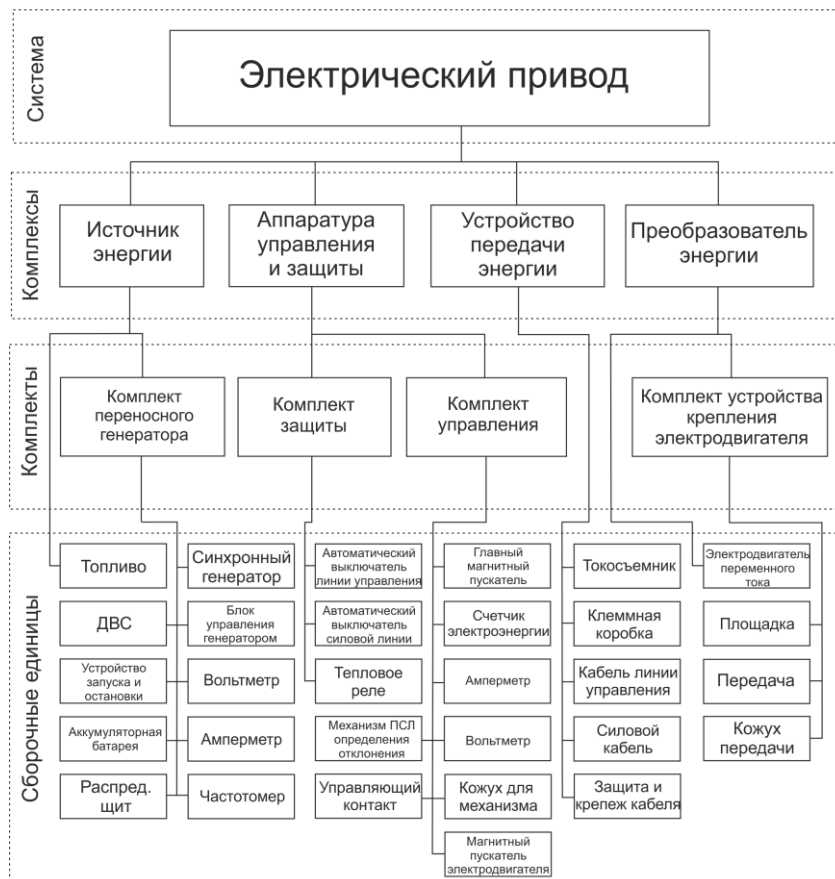 Система
Электрический привод
Комплексы
Источник
энергии
Аппаратура
управления
и защиты
Устройство
передачи
энергии
Преобразователь
энергии
Комплекты
Комплект
переносного
генератора
Комплект
защиты
Комплект
управления
Комплект устройства
крепления
электродвигателя
Сборочные единицы
Топливо
Синхронный
генератор
Автоматический
выключатель
линии управления
Главный
магнитный
пускатель
Токосъемник
Электродвигатель
переменного
тока
ДВС
Блок
управления
генератором
Автоматический
выключатель
силовой линии
Счетчик
электроэнергии
Клеммная
коробка
Площадка
Устройство
запуска и
остановки
Вольтметр
Тепловое
реле
Амперметр
Кабель линии
управления
Передача
Аккумуляторная
батарея
Амперметр
Механизм ПСЛ
определения
отклонения
Вольтметр
Силовой
кабель
Кожух
передачи
Распред.
щит
Частотомер
Управляющий
контакт
Кожух для
механизма
Защита и
крепеж кабеля
Магнитный
пускатель
электродвигателя